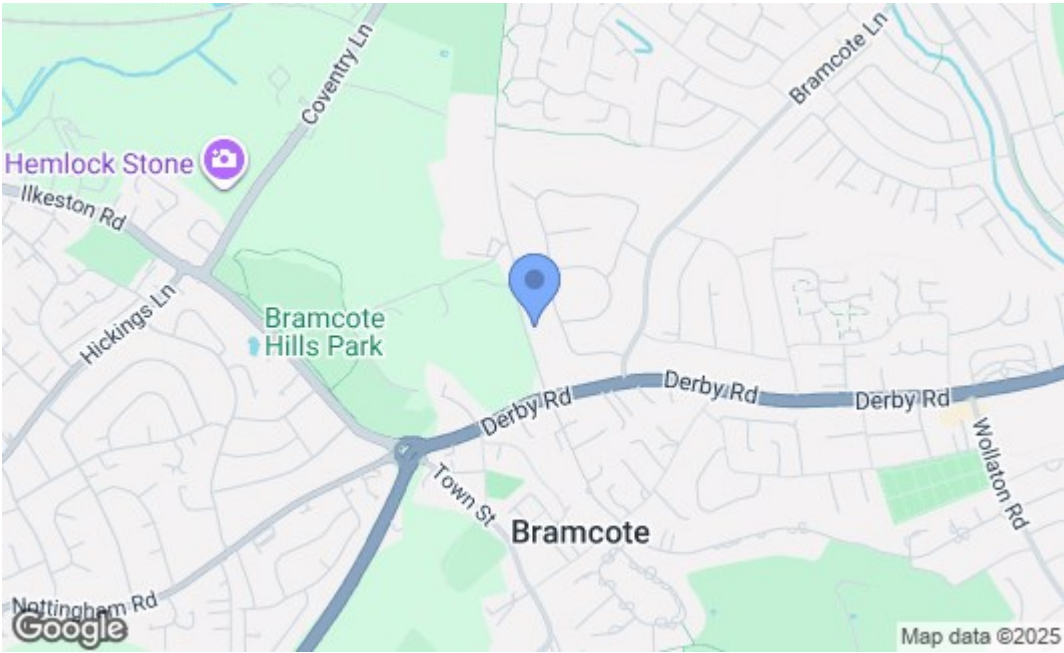 Coventry Ln
Bramcote Ln
Hemlock Stone
Ilkeston Rd
Hickings Ln
Bramcote
Hills Park
Derby Rd
Derby Rd
Derby Rd
Wollaton Rd
Town St
Bramcote
Nottingham Rd
Google
Map data ©2025